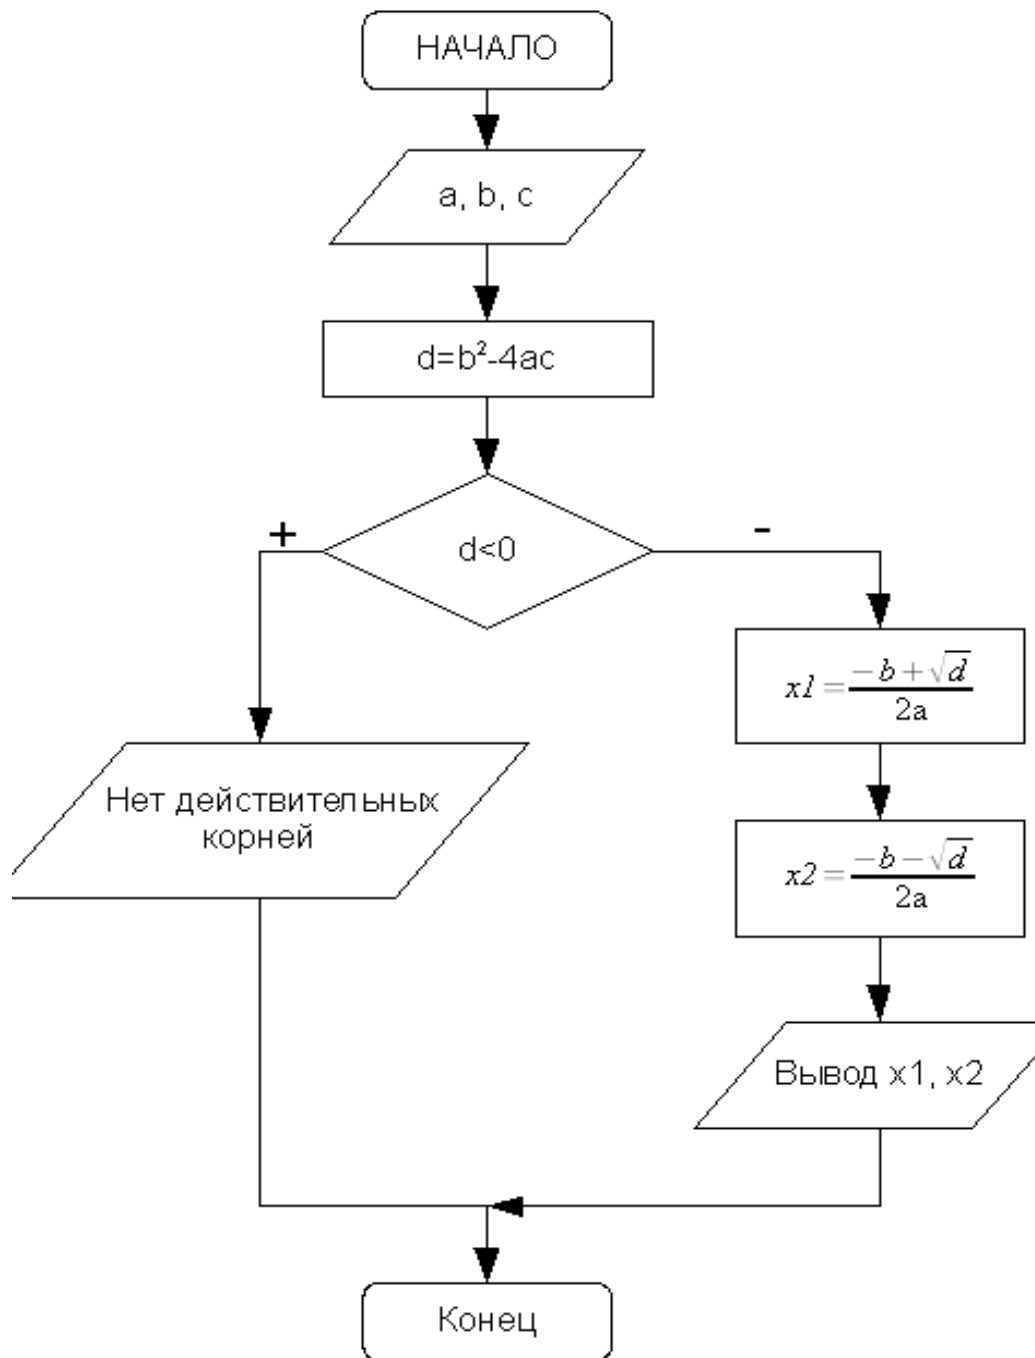 НАЧАЛО
a, b, c
d=b²-4ac
d<0
+
-
Нет действительных
корней
x1=(-b+√d)/2a
x2=(-b-√d)/2a
Вывод x1, x2
Конец